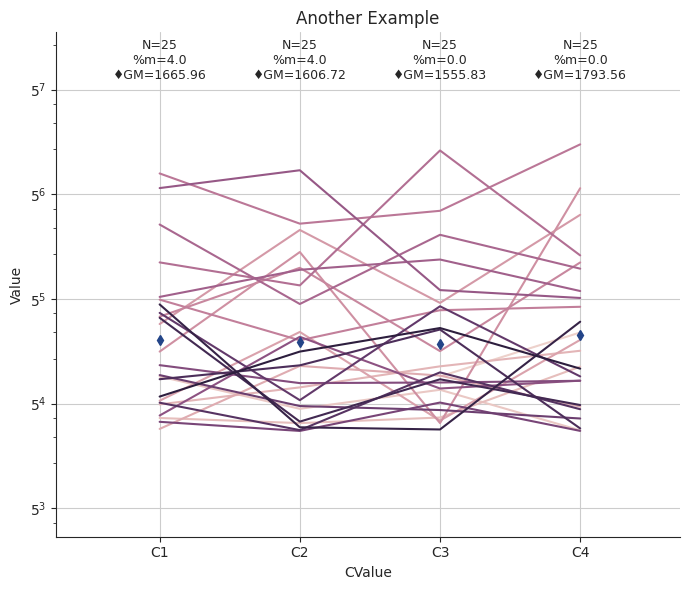 Another Example
N=25 N=25 N=25 N=25
%m=4.0 %m=4.0 %m=0.0 %m=0.0
♦GM=1665.96 ♦GM=1606.72 ♦GM=1555.83 ♦GM=1793.56
5⁷
5⁶
5⁵
5⁴
5³
Value
C1 C2 C3 C4
CValue